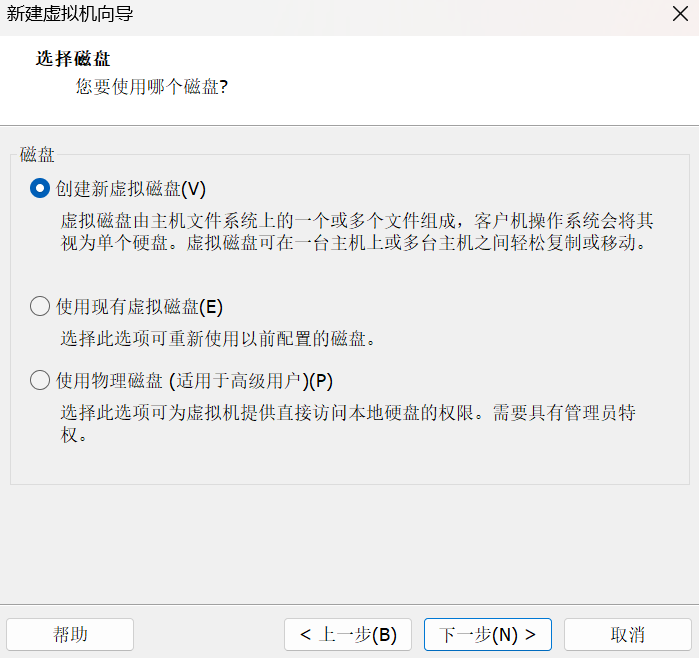 新建虚拟机向导
选择磁盘
您要使用哪个磁盘?
磁盘
创建新虚拟磁盘(V)
虚拟磁盘由主机文件系统上的一个或多个文件组成，客户机操作系统会将其
视为单个硬盘。虚拟磁盘可在一台主机上或多台主机之间轻松复制或移动。
使用现有虚拟磁盘(E)
选择此选项可重新使用以前配置的磁盘。
使用物理磁盘 (适用于高级用户)(P)
选择此选项可为虚拟机提供直接访问本地硬盘的权限。需要具有管理员特
权。
帮助
< 上一步(B)
下一步(N) >
取消